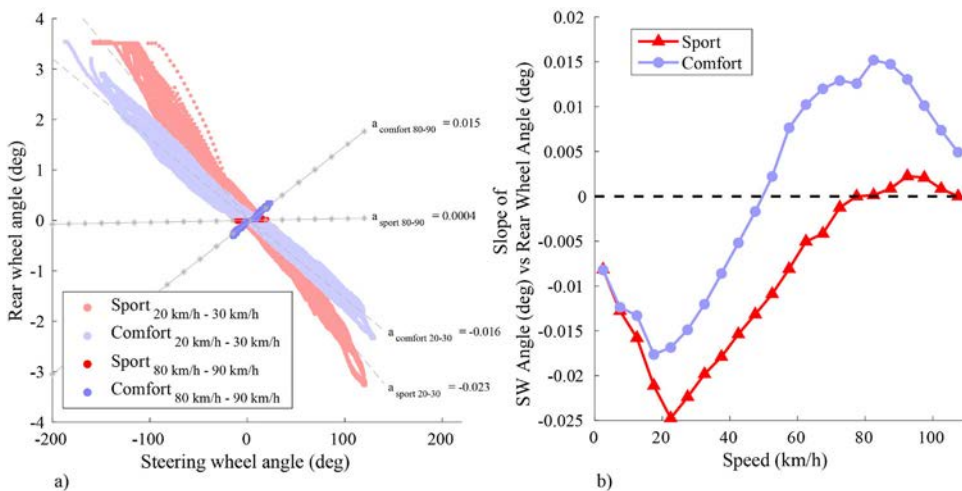 4
3
2
1
0
-1
-2
-3
-4
Rear wheel angle (deg)
-200
-100
0
100
200
Steering wheel angle (deg)
a comfort 80-90 = 0.015
a sport 80-90 = 0.0004
a comfort 20-30 = -0.016
a sport 20-30 = -0.023
Sport 20 km/h - 30 km/h
Comfort 20 km/h - 30 km/h
Sport 80 km/h - 90 km/h
Comfort 80 km/h - 90 km/h
a)
0.02
0.015
0.01
0.005
0
-0.005
-0.01
-0.015
-0.02
-0.025
Slope of
SW Angle (deg) vs Rear Wheel Angle (deg)
Sport
Comfort
0
20
40
60
80
100
Speed (km/h)
b)